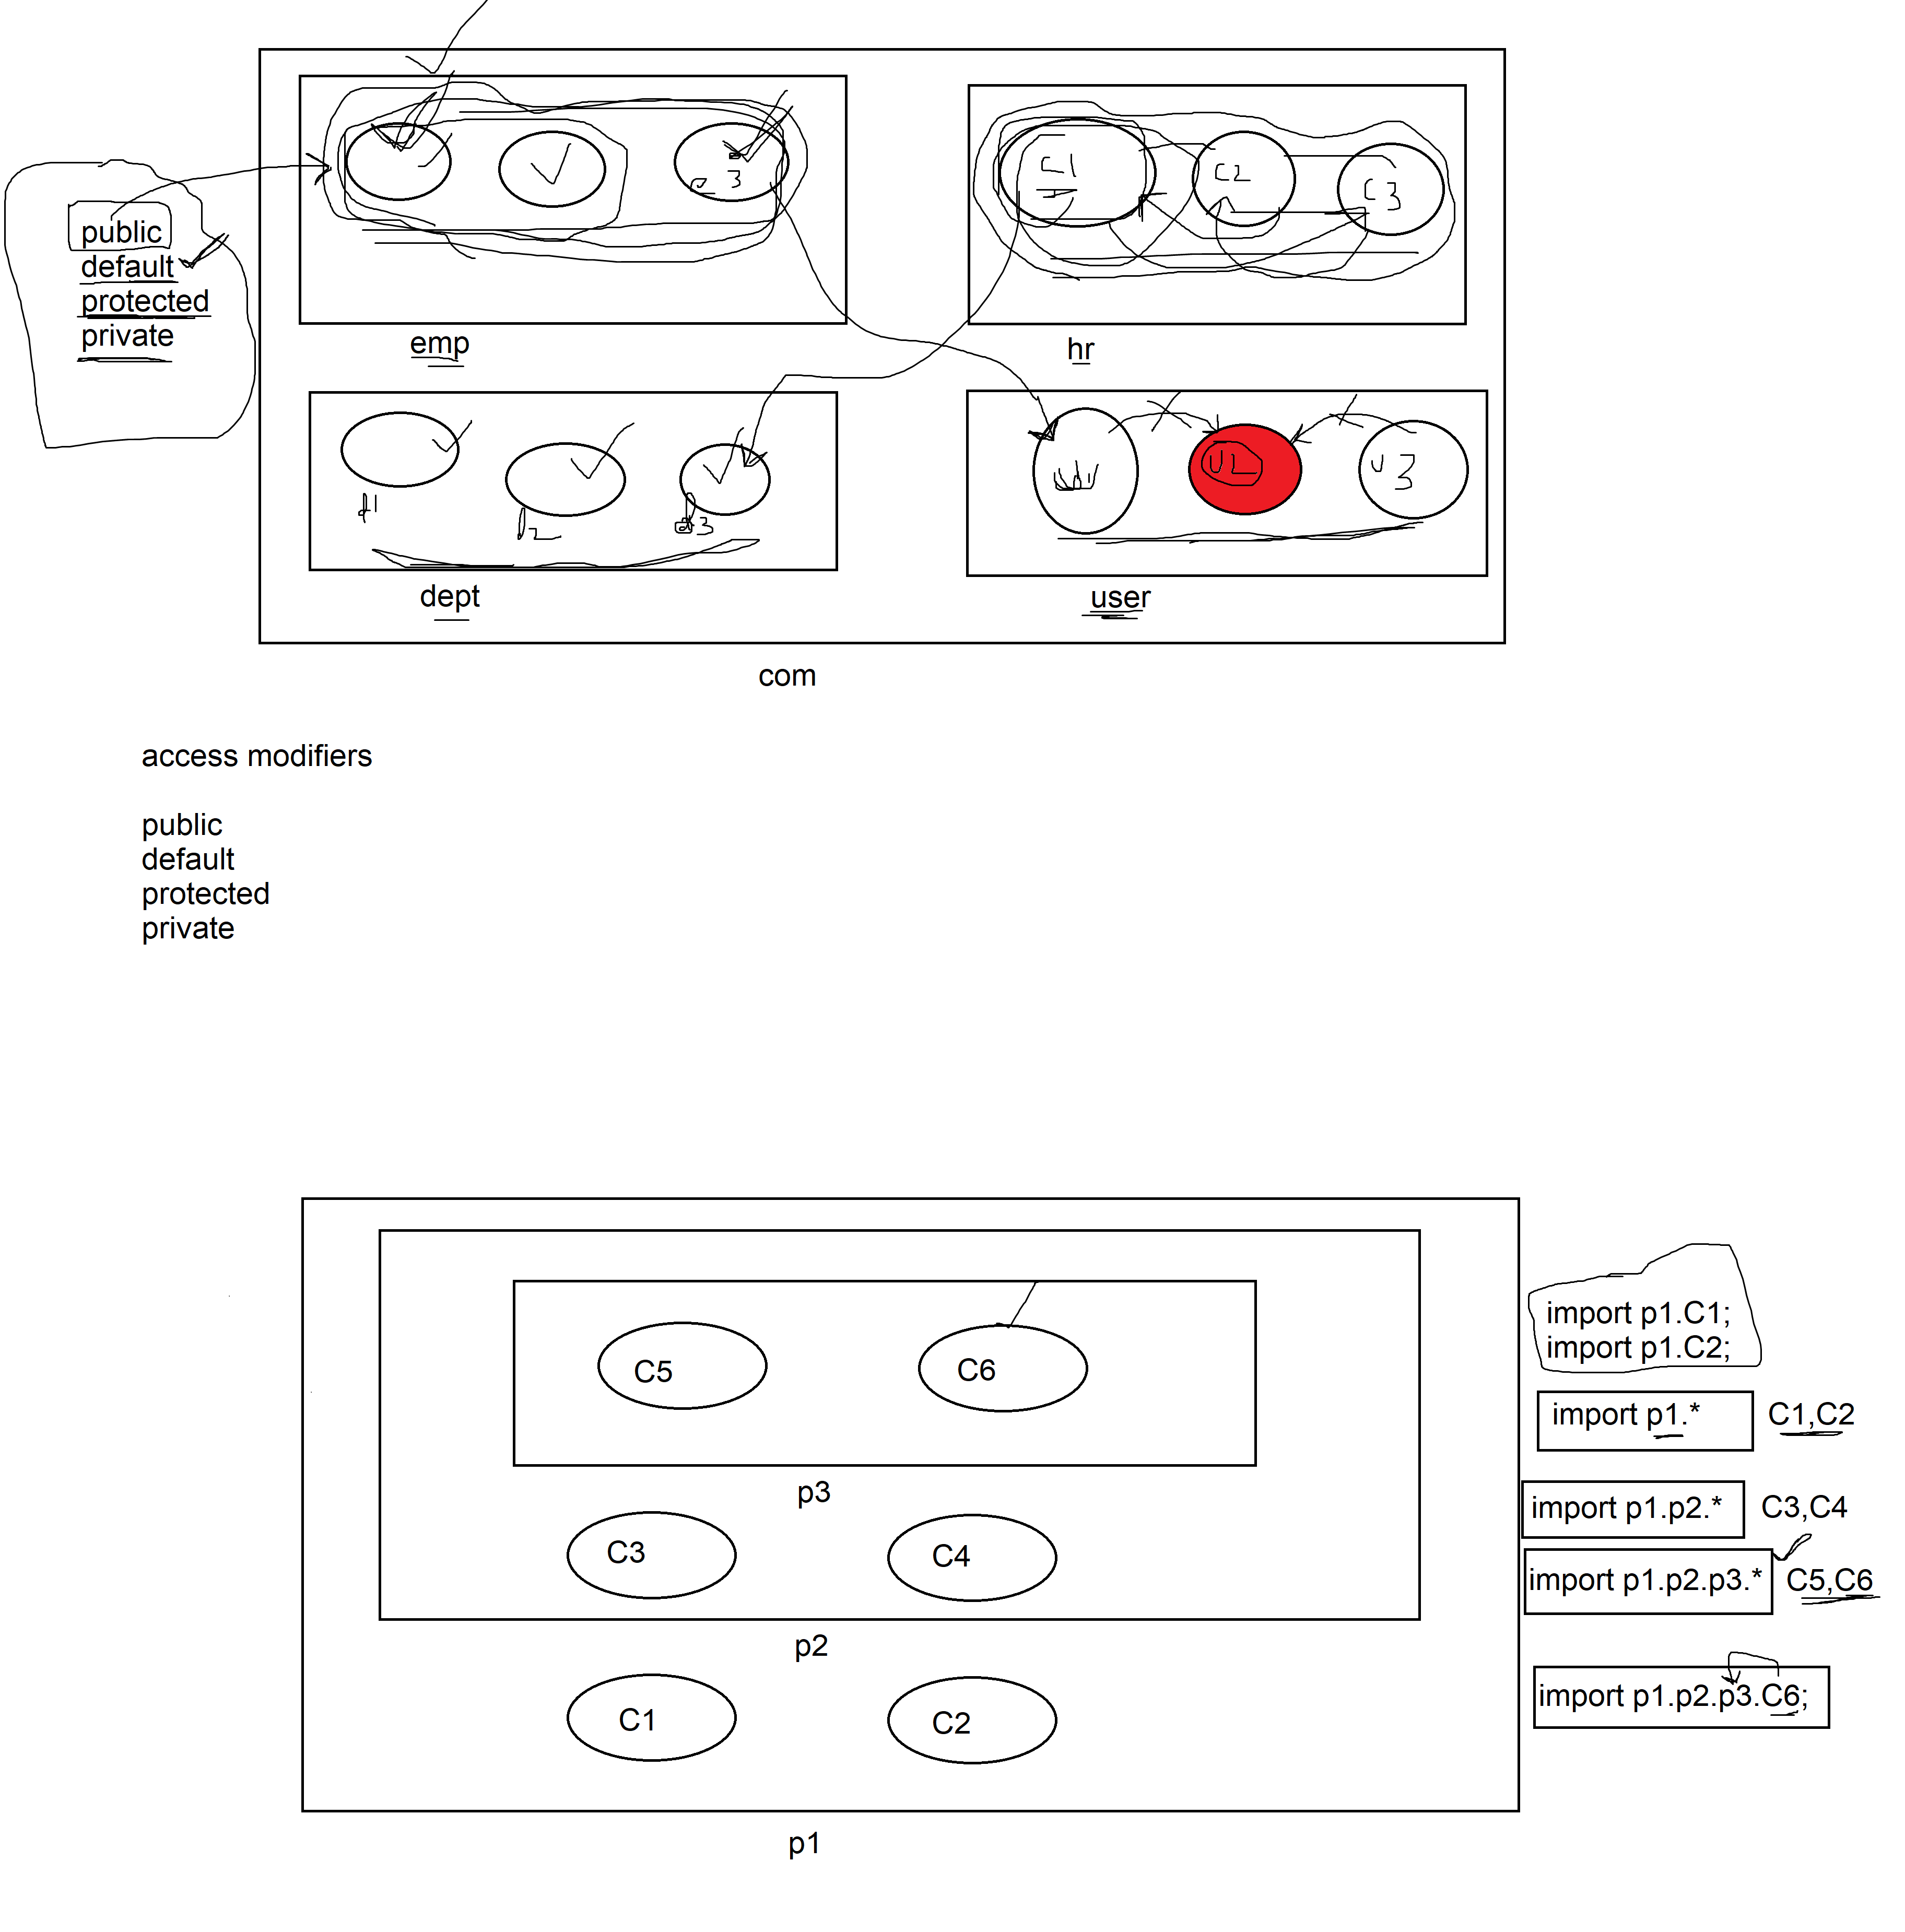 public
default
protected
private
3
C1
C2
C3
emp
hr
U2
U3
d1
d2
d3
dept
user
com
access modifiers
public
default
protected
private
import p1.C1;
import p1.C2;
C5
C6
import p1.*
C1,C2
p3
import p1.p2.*
C3,C4
C3
C4
import p1.p2.p3.*
C5,C6
p2
import p1.p2.p3.C6;
C1
C2
p1